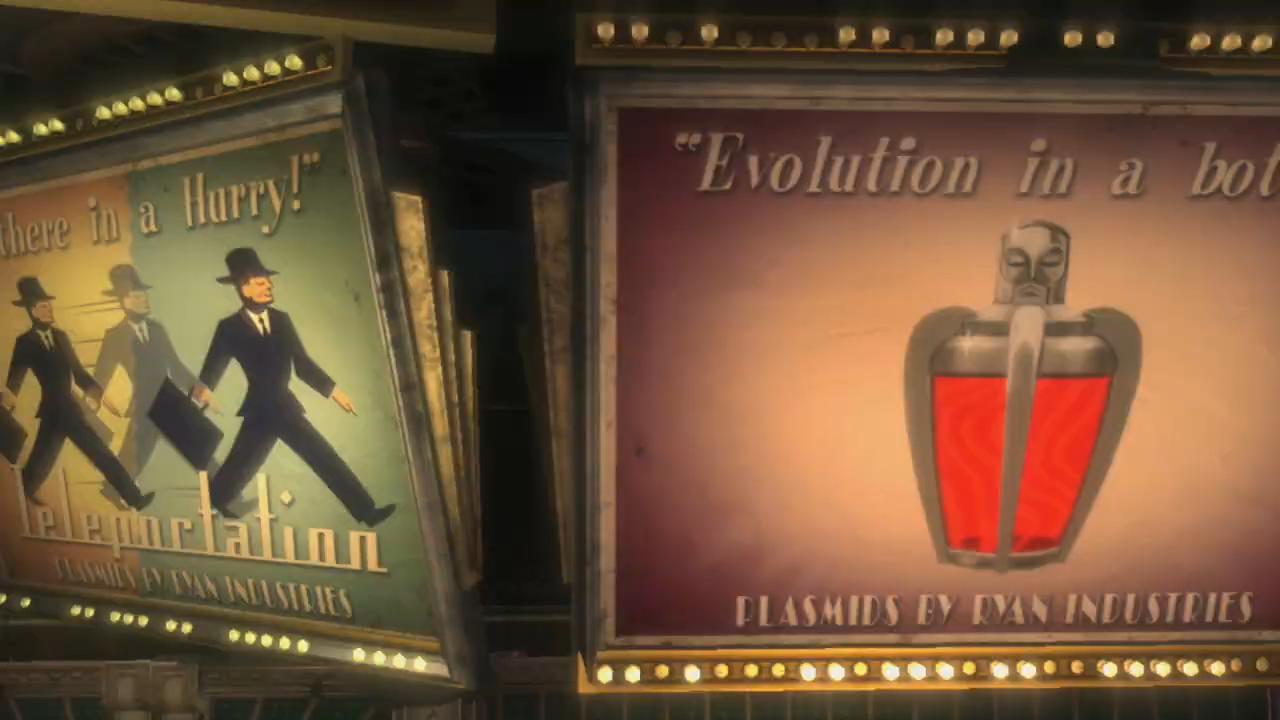 there in a Hurry!”
Teleportation
PLASMIDS BY RYAN INDUSTRIES
“Evolution in a bot
PLASMIDS BY RYAN INDUSTRIES